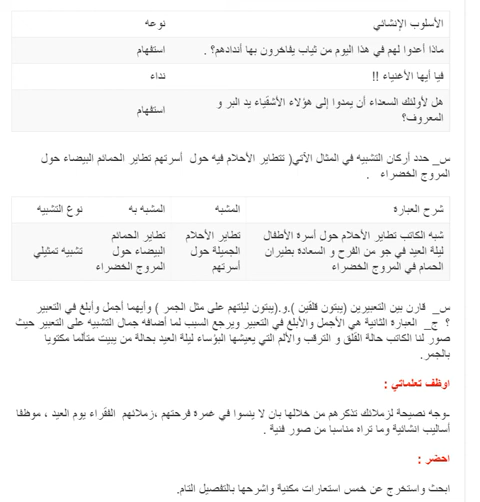 الأسلوب الإنشائي نوعه
ماذا أعدوا لهم في هذا اليوم من ثياب يفاخرون بها أندادهم؟ . استفهام
فيا أيها الأغنياء !! نداء
هل لأولئك السعداء أن يمدوا إلى هؤلاء الأشقياء يد البر و
المعروف؟ استفهام
س_ حدد أركان التشبيه في المثال الآتي( تتطاير الأحلام فيه حول أسرتهم تطاير الحمائم البيضاء حول
المروج الخضراء .
شرح العبارة المشبه المشبه به نوع التشبيه
شبه الكاتب تطاير الأحلام حول أسرة الأطفال تطاير الأحلام تطاير الحمائم
ليلة العيد في جو من الفرح و السعادة بطيران الجميلة حول البيضاء حول تشبيه تمثيلي
الحمام في المروج الخضراء أسرتهم المروج الخضراء
س_ قارن بين التعبيرين (يبتون قلقين ).و.(يبتون ليلتهم على مثل الجمر ) وأيهما أجمل وأبلغ في التعبير
؟ ج_ العبارة الثانية هي الأجمل والأبلغ في التعبير ويرجع السبب لما أضافه جمال التشبيه على التعبير حيث
صور لنا الكاتب حالة القلق و الترقب والألم التي يعيشها البؤساء ليلة العيد بحالة من يبيت متألما مكتويا
بالجمر.
اوظف تعلماتي :
-وجه نصيحة لزملائك تذكرهم من خلالها بان لا ينسوا في غمرة فرحتهم ،زملائهم الفقراء يوم العيد ، موظفا
أساليب انشائية وما تراه مناسبا من صور فنية .
احضر :
ابحث واستخرج عن خمس استعارات مكنية واشرحها بالتفصيل التام.